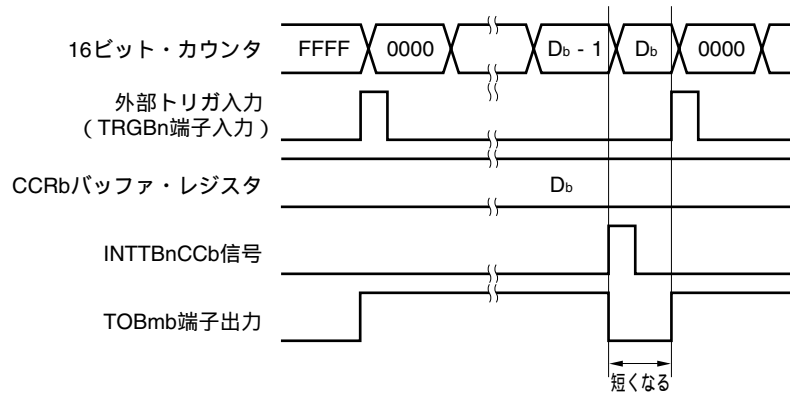 16ビット・カウンタ FFFF 0000 Db - 1 Db 0000
外部トリガ入力
（TRGBn端子入力）
CCRbバッファ・レジスタ Db
INTTBnCCb信号
TOBmb端子出力
短くなる